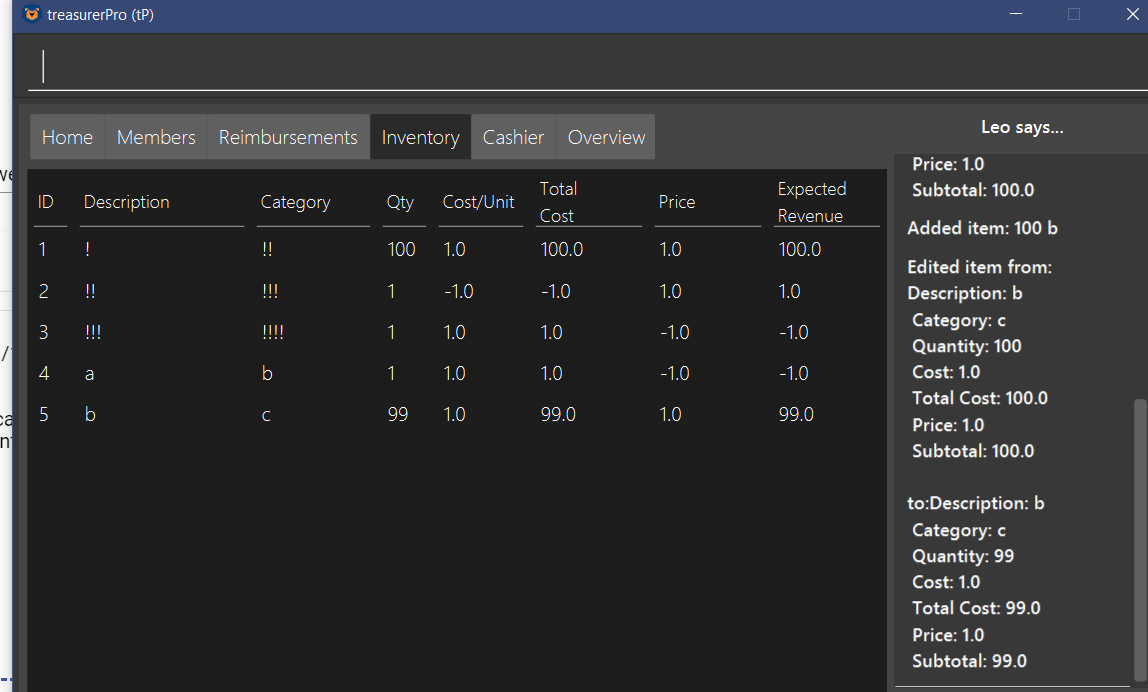 treasurerPro (tP)
Home Members Reimbursements Inventory Cashier Overview
ID Description Category Qty Cost/Unit Total Cost Price Expected Revenue
1 ! !! 100 1.0 100.0 1.0 100.0
2 !! !!! 1 -1.0 -1.0 1.0 1.0
3 !!! !!!! 1 1.0 1.0 -1.0 -1.0
4 a b 1 1.0 1.0 -1.0 -1.0
5 b c 99 1.0 99.0 1.0 99.0
Leo says...
Price: 1.0
Subtotal: 100.0
Added item: 100 b
Edited item from:
Description: b
Category: c
Quantity: 100
Cost: 1.0
Total Cost: 100.0
Price: 1.0
Subtotal: 100.0
to:Description: b
Category: c
Quantity: 99
Cost: 1.0
Total Cost: 99.0
Price: 1.0
Subtotal: 99.0